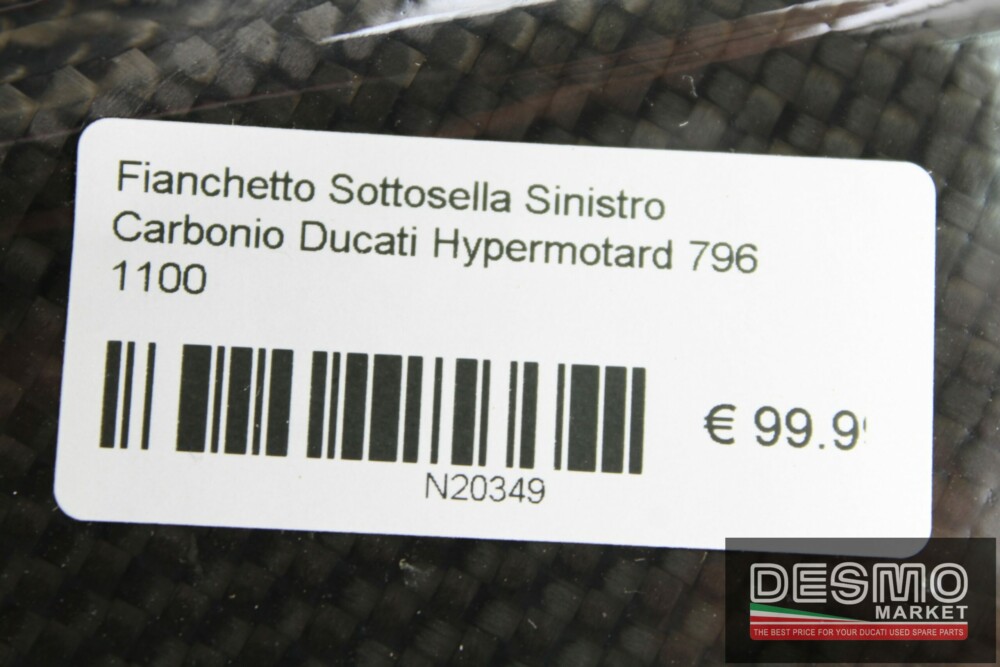 Fianchetto Sottosella Sinistro
Carbonio Ducati Hypermotard 796
1100
€ 99.9
N20349
DESMO
MARKET
THE BEST PRICE FOR YOUR DUCATI USED SPARE PARTS